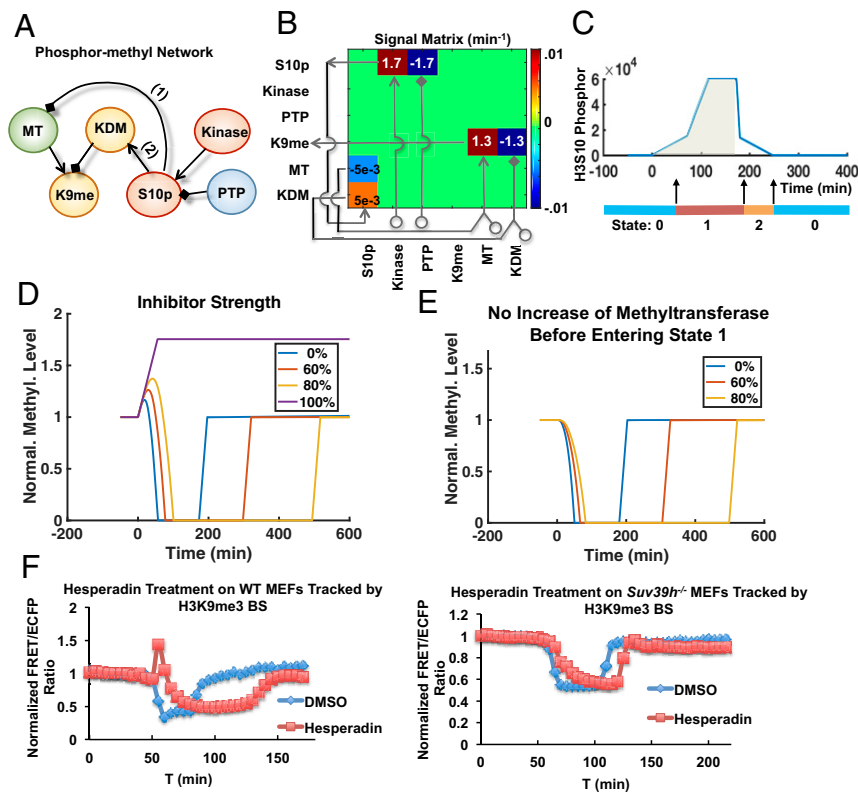 A
Phosphor-methyl Network
(1)
MT
KDM
Kinase
(2)
K9me
S10p
PTP
B
Signal Matrix (min-1)
S10p
Kinase
PTP
K9me
MT
KDM
1.7
-1.7
1.3
-1.3
-5e-3
5e-3
.01
0
-.01
S10p
Kinase
PTP
K9me
MT
KDM
C
×10⁴
H3S10 Phosphor
6
4
2
0
-100
0
100
200
300
400
Time (min)
State: 0
1
2
0
D
Inhibitor Strength
Normal. Methyl. Level
2
1.5
1
0.5
0
-200
0
200
400
600
Time (min)
0%
60%
80%
100%
E
No Increase of Methyltransferase
Before Entering State 1
Normal. Methyl. Level
1.5
1
0.5
0
-200
0
200
400
600
Time (min)
0%
60%
80%
F
Hesperadin Treatment on WT MEFs Tracked by
H3K9me3 BS
Normalized FRET/ECFP
Ratio
2
1.5
1
0.5
0
0
50
100
150
T (min)
DMSO
Hesperadin
Hesperadin Treatment on Suv39h-/- MEFs Tracked by
H3K9me3 BS
Normalized FRET/ECFP
Ratio
1.2
1
0.8
0.6
0.4
0.2
0
0
50
100
150
200
T (min)
DMSO
Hesperadin